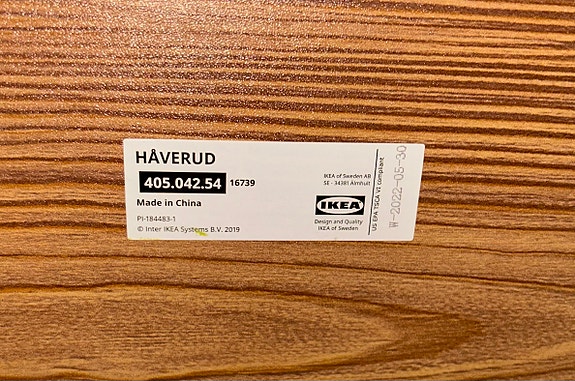 HÅVERUD
405.042.54 16739
Made in China
PI-184483-1
© Inter IKEA Systems B.V. 2019
IKEA of Sweden AB
SE - 34381 Älmhult
IKEA
Design and Quality
IKEA of Sweden
US EPA TSCA VI compliant
W-2022-05-30